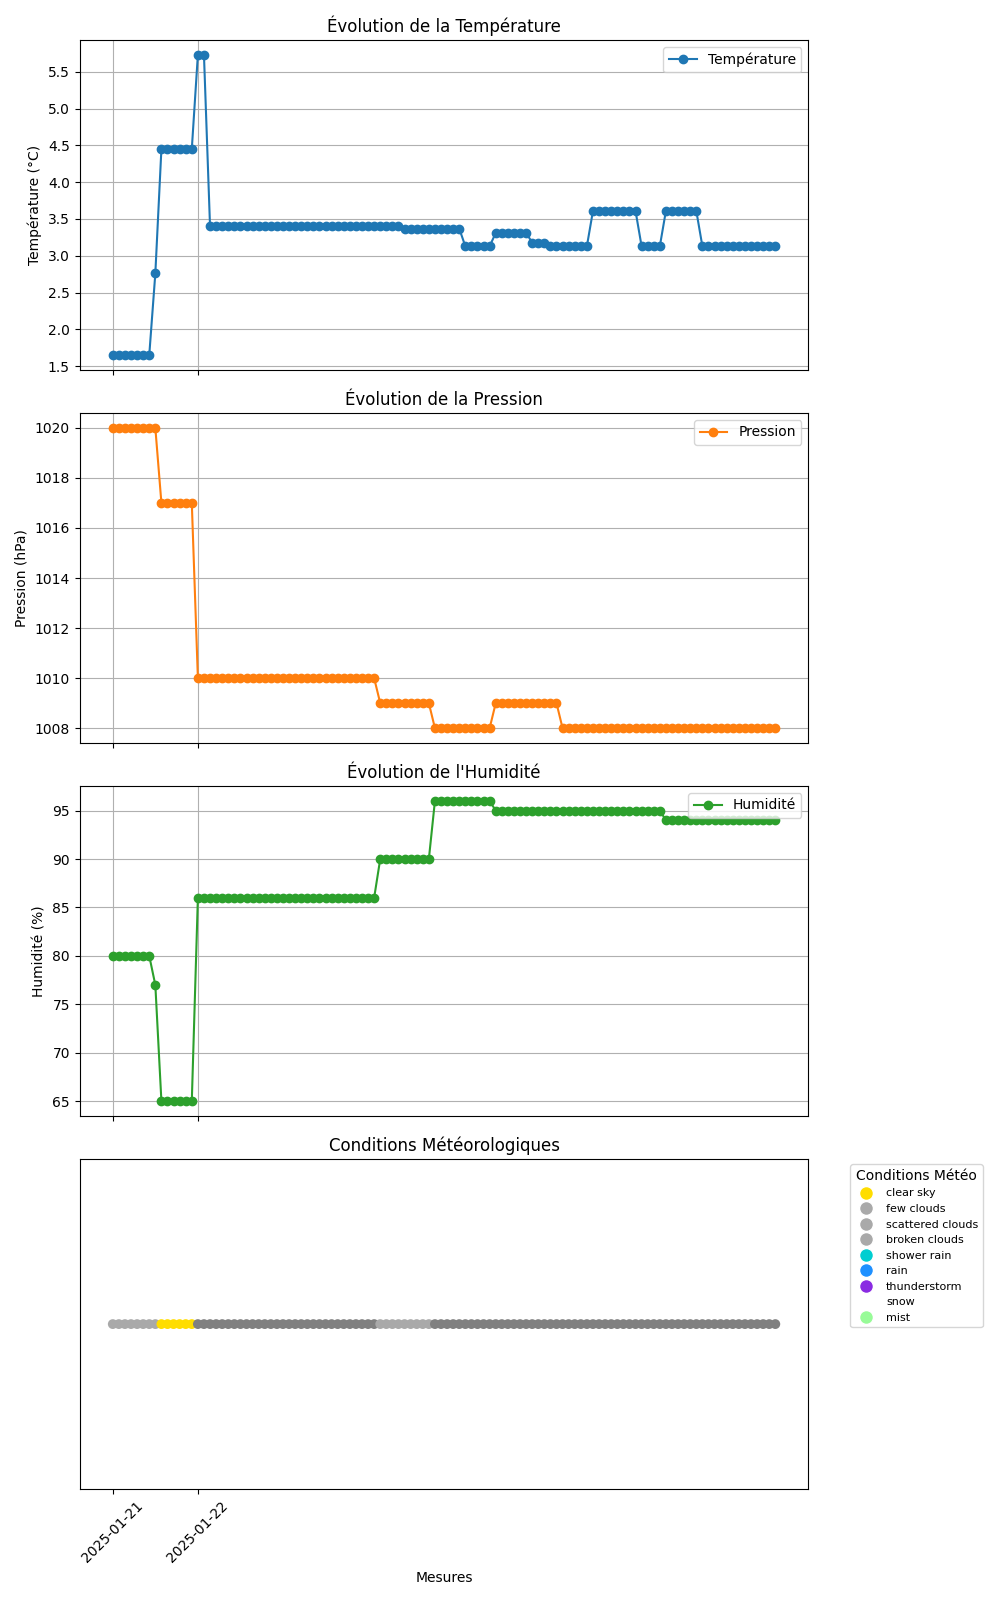 Évolution de la Température
Température
5.5
5.0
4.5
4.0
3.5
3.0
2.5
2.0
1.5
Température (°C)
Évolution de la Pression
Pression
1020
1018
1016
1014
1012
1010
1008
Pression (hPa)
Évolution de l'Humidité
Humidité
95
90
85
80
75
70
65
Humidité (%)
Conditions Météorologiques
Conditions Météo
clear sky
few clouds
scattered clouds
broken clouds
shower rain
rain
thunderstorm
snow
mist
2025-01-21
2025-01-22
Mesures